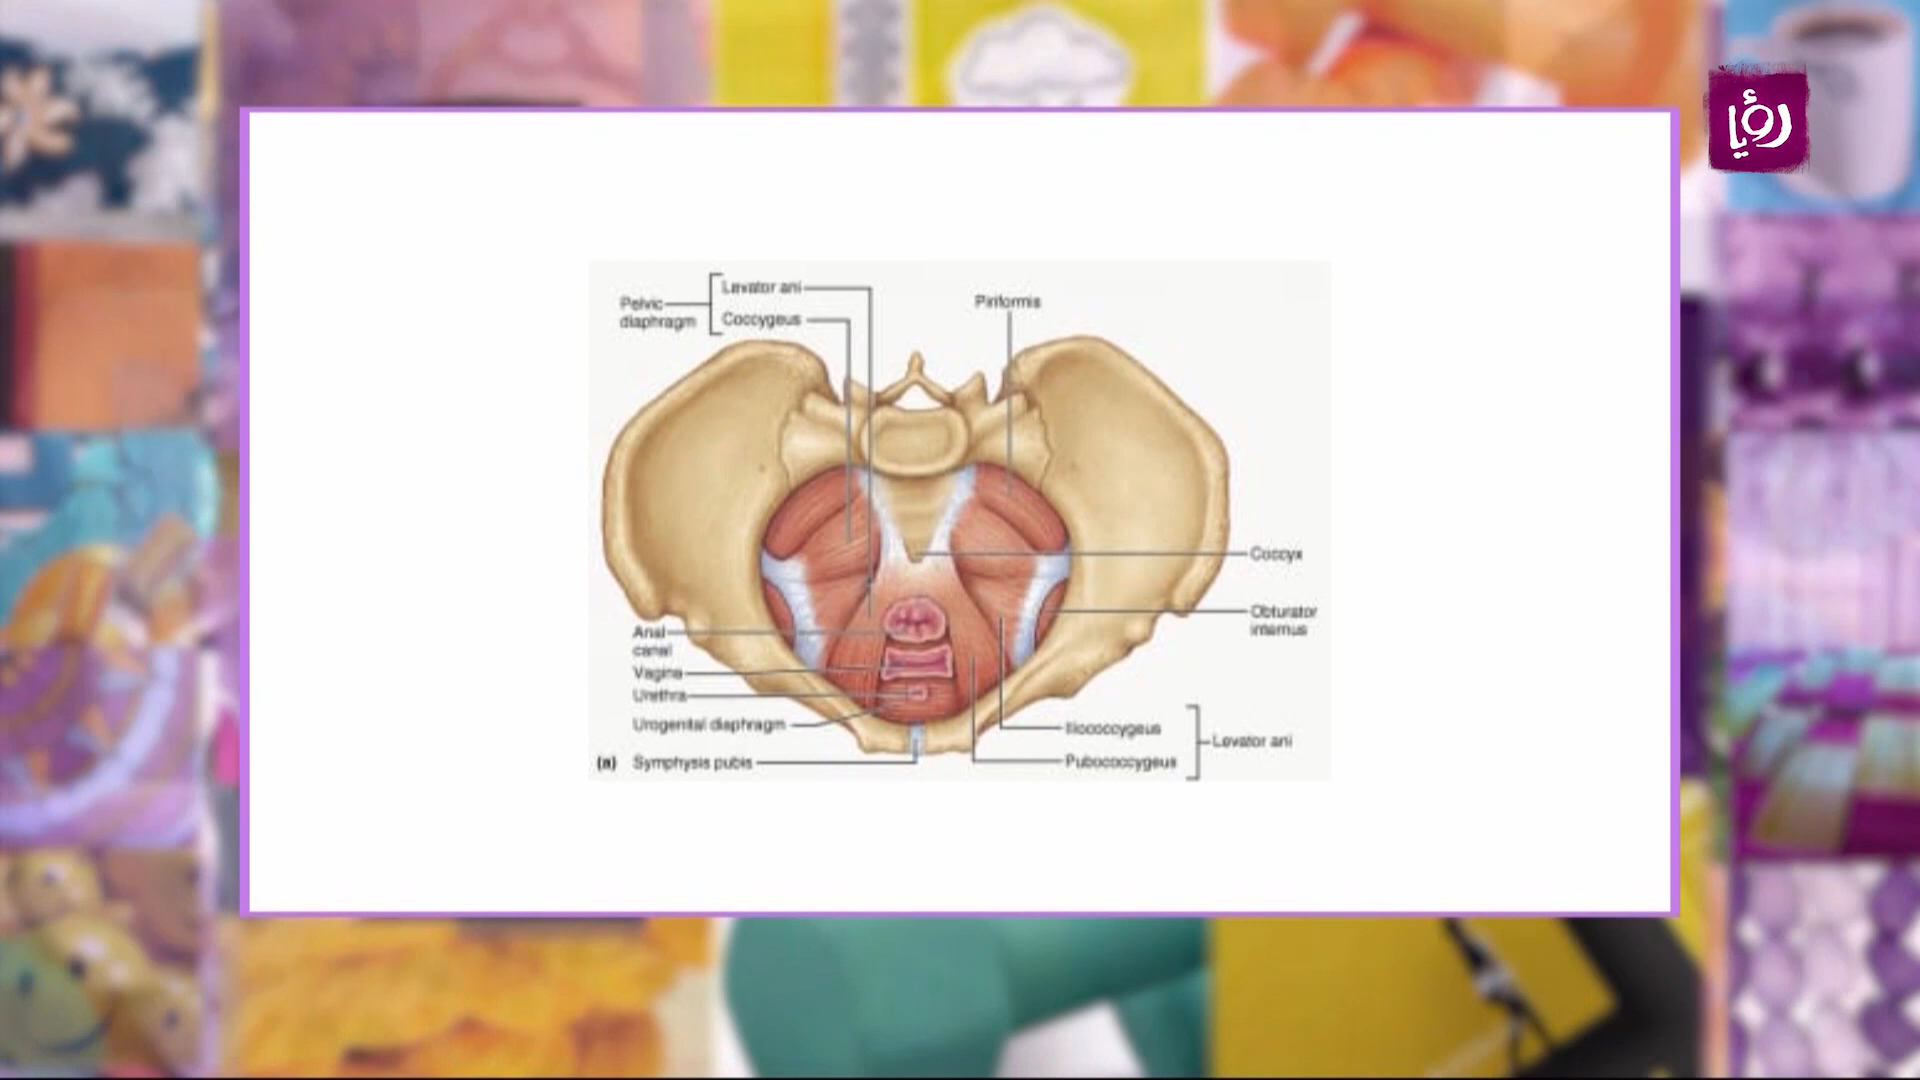 رؤيا
Pelvic
diaphragm
Levator ani
Coccygeus
Piriformis
Coccyx
Obturator
internus
Anal
canal
Vagina
Urethra
Urogenital diaphragm
(a) Symphysis pubis
Iliococcygeus
Pubococcygeus
Levator ani